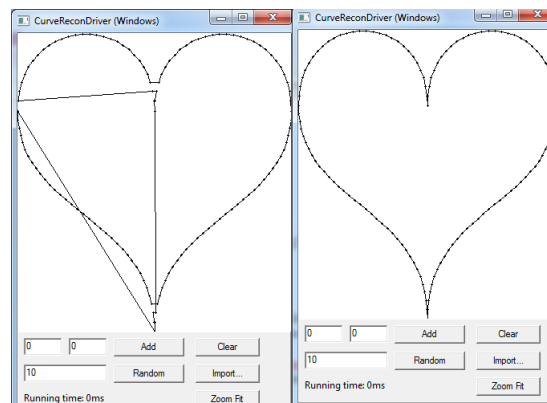 CurveReconDriver (Windows)
0 0 Add Clear
10 Random Import...
Running time: 0ms Zoom Fit
CurveReconDriver (Windows)
0 0 Add Clear
10 Random Import...
Running time: 0ms Zoom Fit